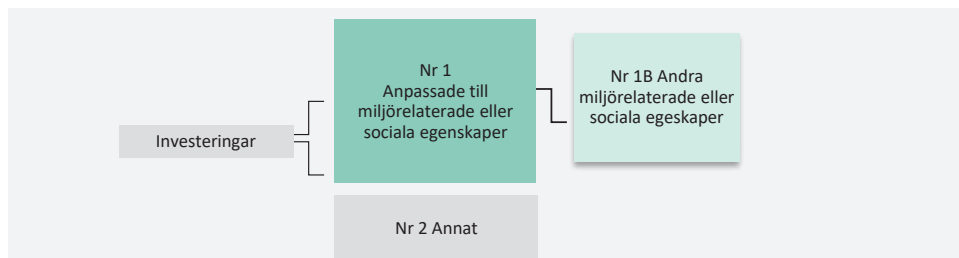 Investeringar
Nr 1
Anpassade till
miljörelaterade eller
sociala egenskaper
Nr 1B Andra
miljörelaterade eller
sociala egeskaper
Nr 2 Annat